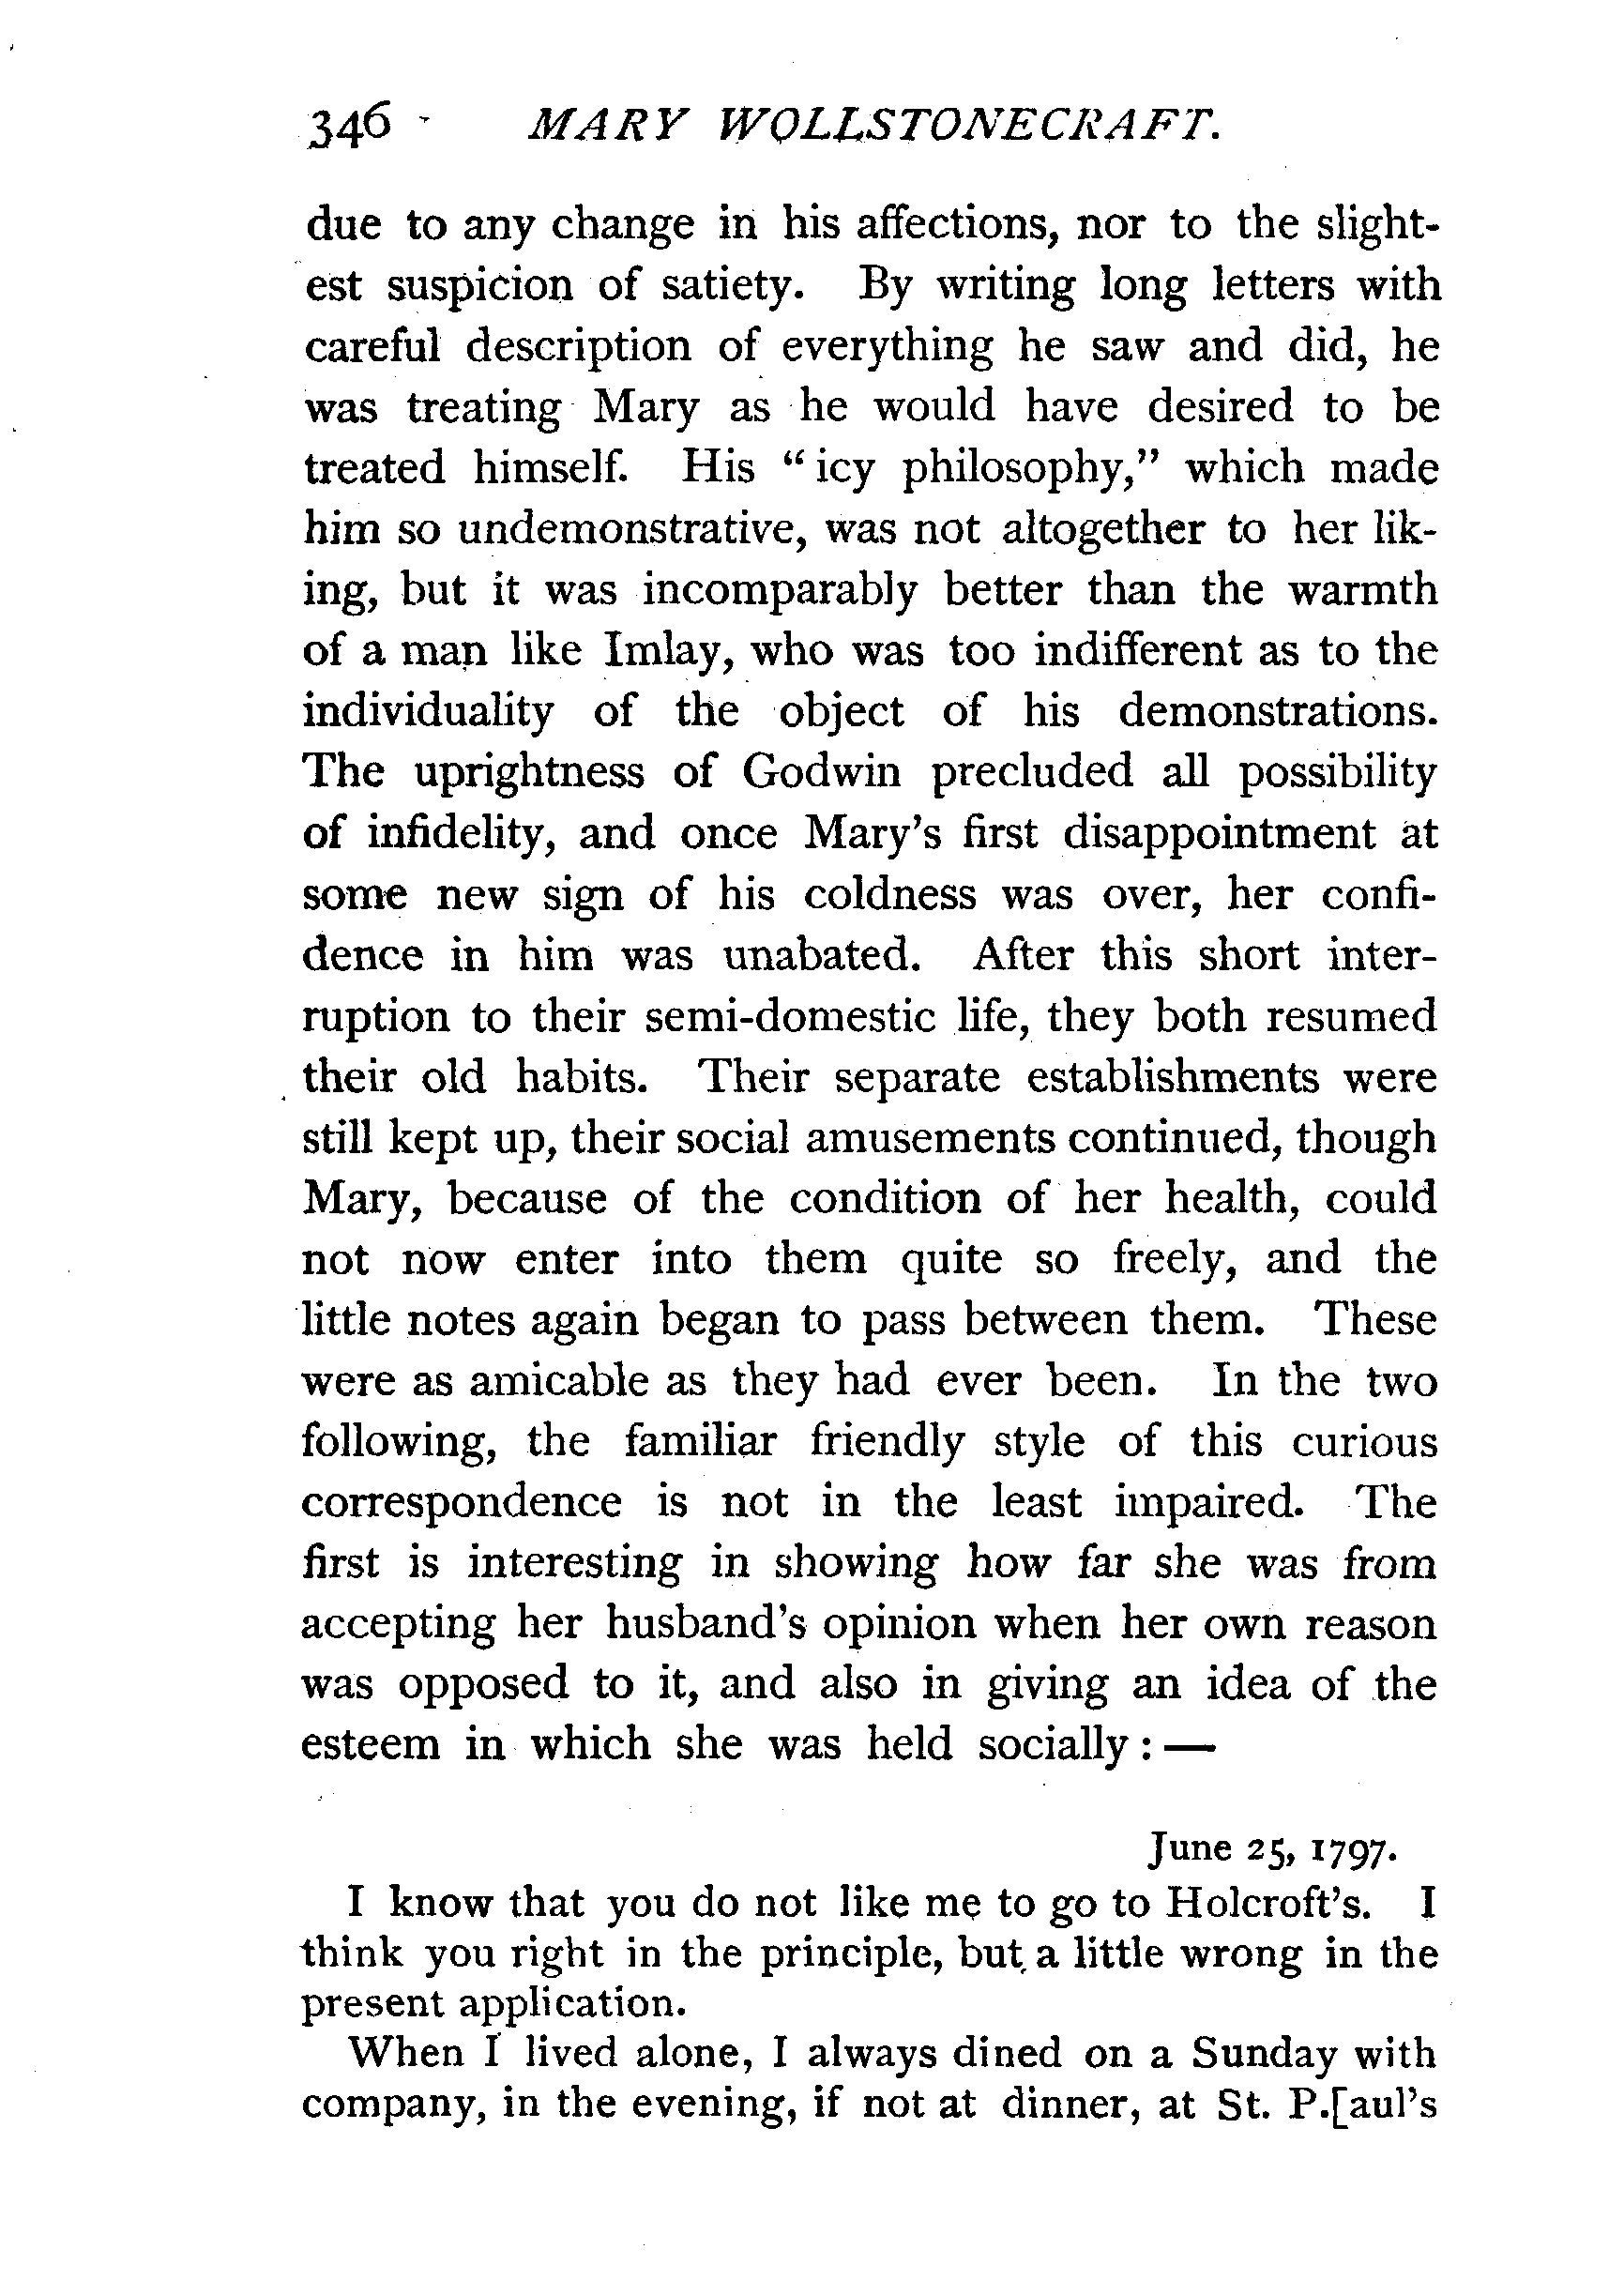 346 MARY WOLLSTONECRAFT.
due to any change in his affections, nor to the slight-
est suspicion of satiety. By writing long letters with
careful description of everything he saw and did, he
was treating Mary as he would have desired to be
treated himself. His “icy philosophy,” which made
him so undemonstrative, was not altogether to her lik-
ing, but it was incomparably better than the warmth
of a man like Imlay, who was too indifferent as to the
individuality of the object of his demonstrations.
The uprightness of Godwin precluded all possibility
of infidelity, and once Mary’s first disappointment at
some new sign of his coldness was over, her confi-
dence in him was unabated. After this short inter-
ruption to their semi-domestic life, they both resumed
their old habits. Their separate establishments were
still kept up, their social amusements continued, though
Mary, because of the condition of her health, could
not now enter into them quite so freely, and the
little notes again began to pass between them. These
were as amicable as they had ever been. In the two
following, the familiar friendly style of this curious
correspondence is not in the least impaired. The
first is interesting in showing how far she was from
accepting her husband’s opinion when her own reason
was opposed to it, and also in giving an idea of the
esteem in which she was held socially : —
June 25, 1797.
I know that you do not like me to go to Holcroft’s. I
think you right in the principle, but a little wrong in the
present application.
When I lived alone, I always dined on a Sunday with
company, in the evening, if not at dinner, at St. P.[aul’s